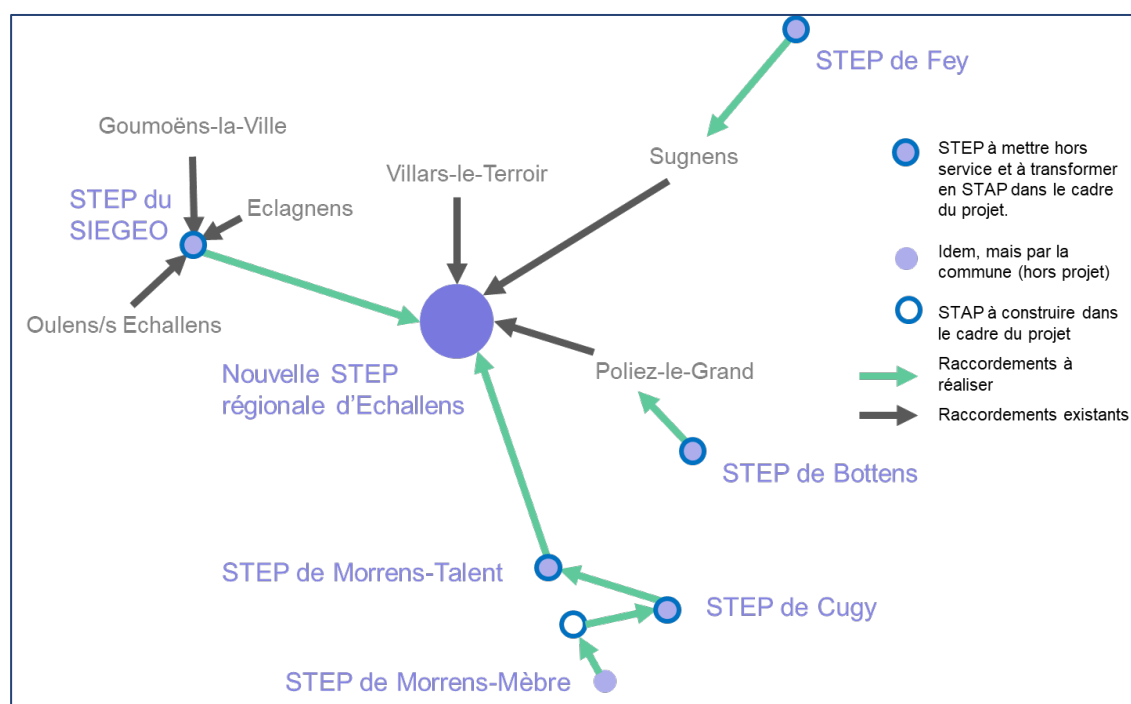 STEP de Fey
Goumoëns-la-Ville
Sugnens
Villars-le-Terroir
STEP du
SIEGEO
Eclagnens
Oulens/s Echallens
Nouvelle STEP
régionale d'Echallens
Poliez-le-Grand
STEP de Bottens
STEP de Morrens-Talent
STEP de Cugy
STEP de Morrens-Mèbre
STEP à mettre hors
service et à transformer
en STAP dans le cadre
du projet.
Idem, mais par la
commune (hors projet)
STAP à construire dans
le cadre du projet
Raccordements à
réaliser
Raccordements existants